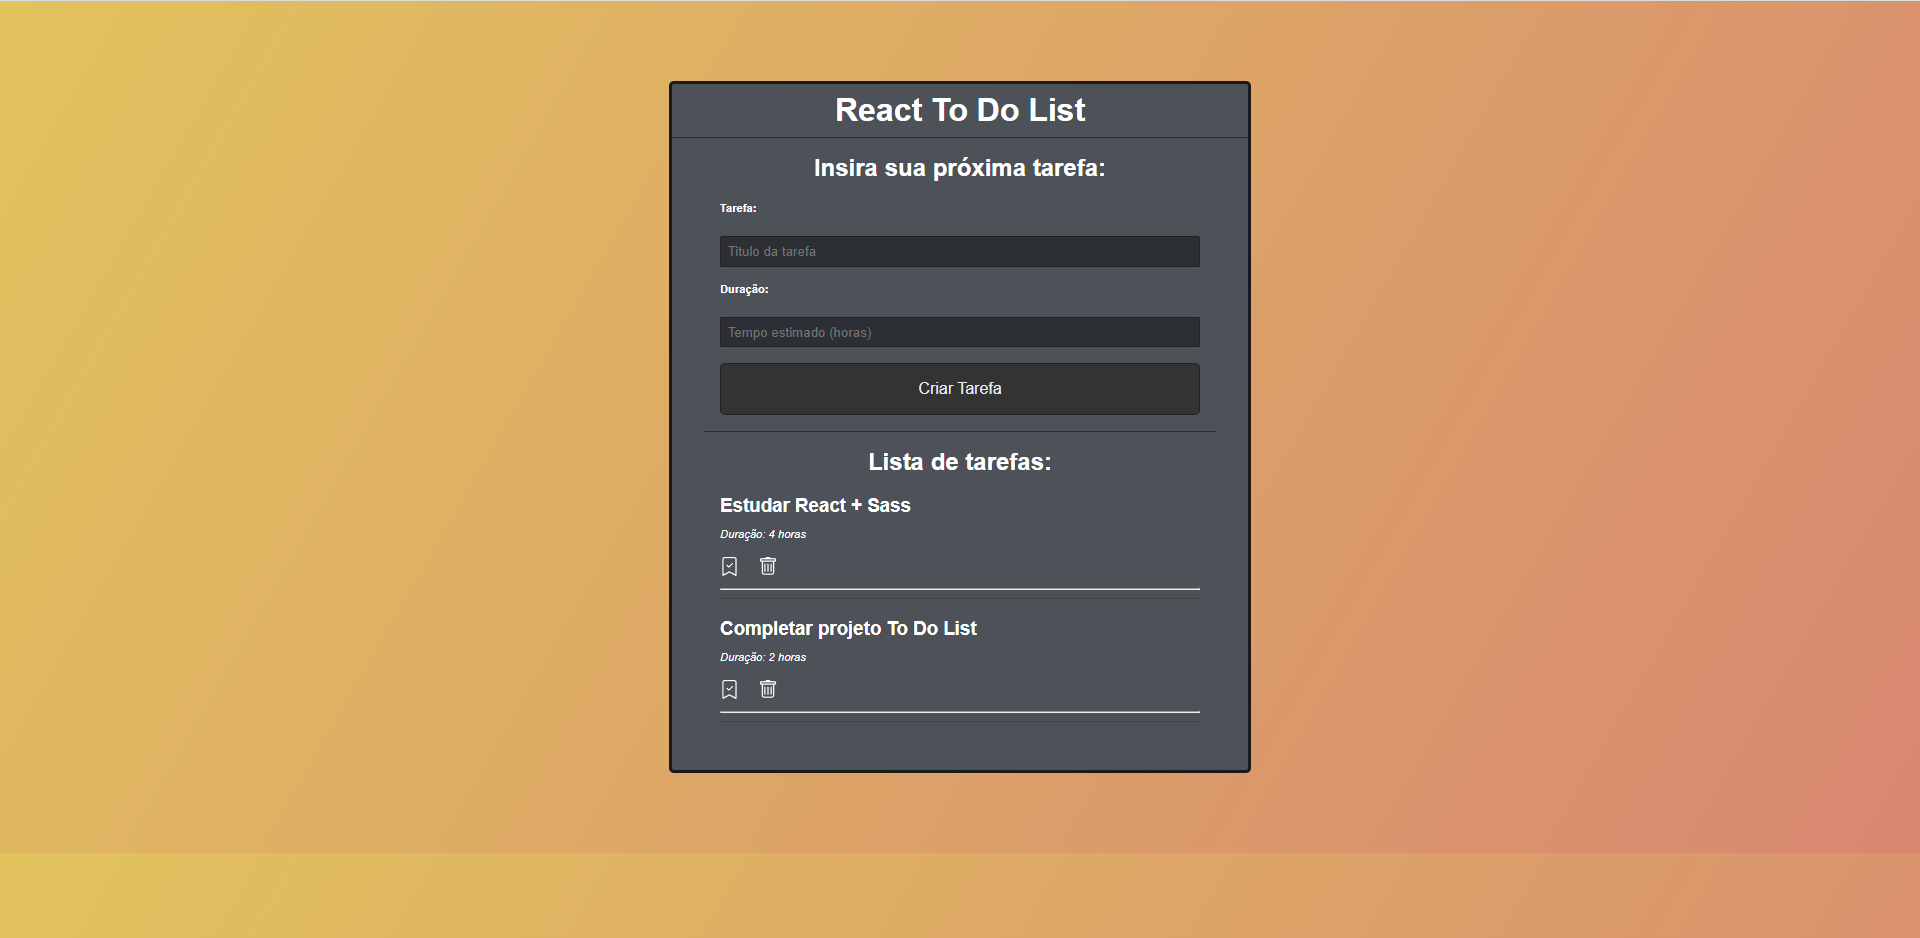 React To Do List
Insira sua próxima tarefa:
Tarefa:
Titulo da tarefa
Duração:
Tempo estimado (horas)
Criar Tarefa
Lista de tarefas:
Estudar React + Sass
Duração: 4 horas
Completar projeto To Do List
Duração: 2 horas